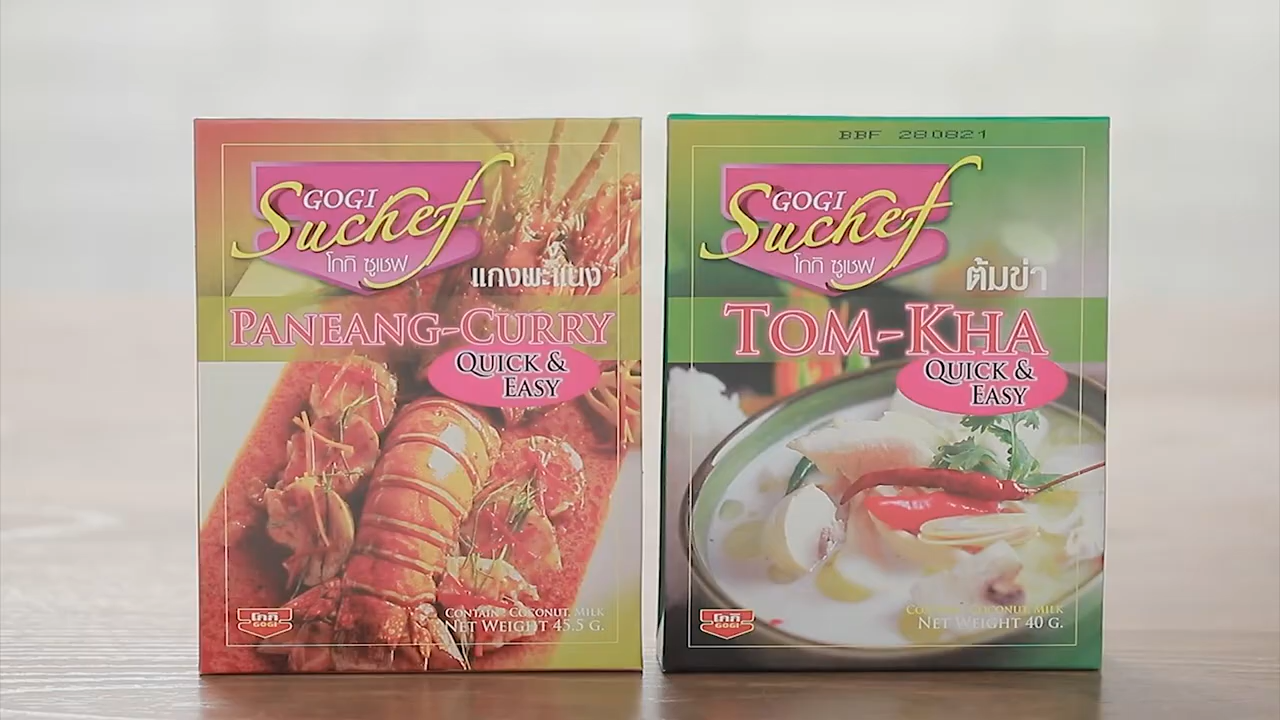 GOGI
Suchef
โกกิ ซูเชฟ
แกงพะแนง
PANEANG-CURRY
QUICK &
EASY
CONTAIN : COCONUT MILK
NET WEIGHT 45.5 G.
โกกิ
GOGI
BBF 280821
GOGI
Suchef
โกกิ ซูเชฟ
ต้มข่า
TOM-KHA
QUICK &
EASY
CONTAIN : COCONUT MILK
NET WEIGHT 40 G.
โกกิ
GOGI